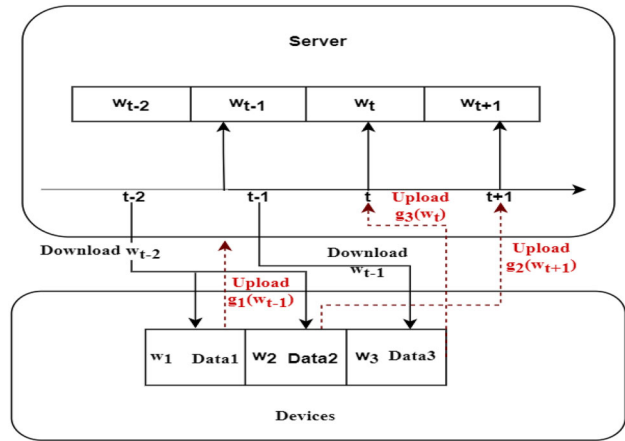 Server
wt-2 wt-1 wt wt+1
t-2 t-1 t t+1
Upload
g3(wt)
Download wt-2
Download
wt-1
Upload
g2(wt+1)
Upload
g1(wt-1)
w1 Data1 w2 Data2 w3 Data3
Devices